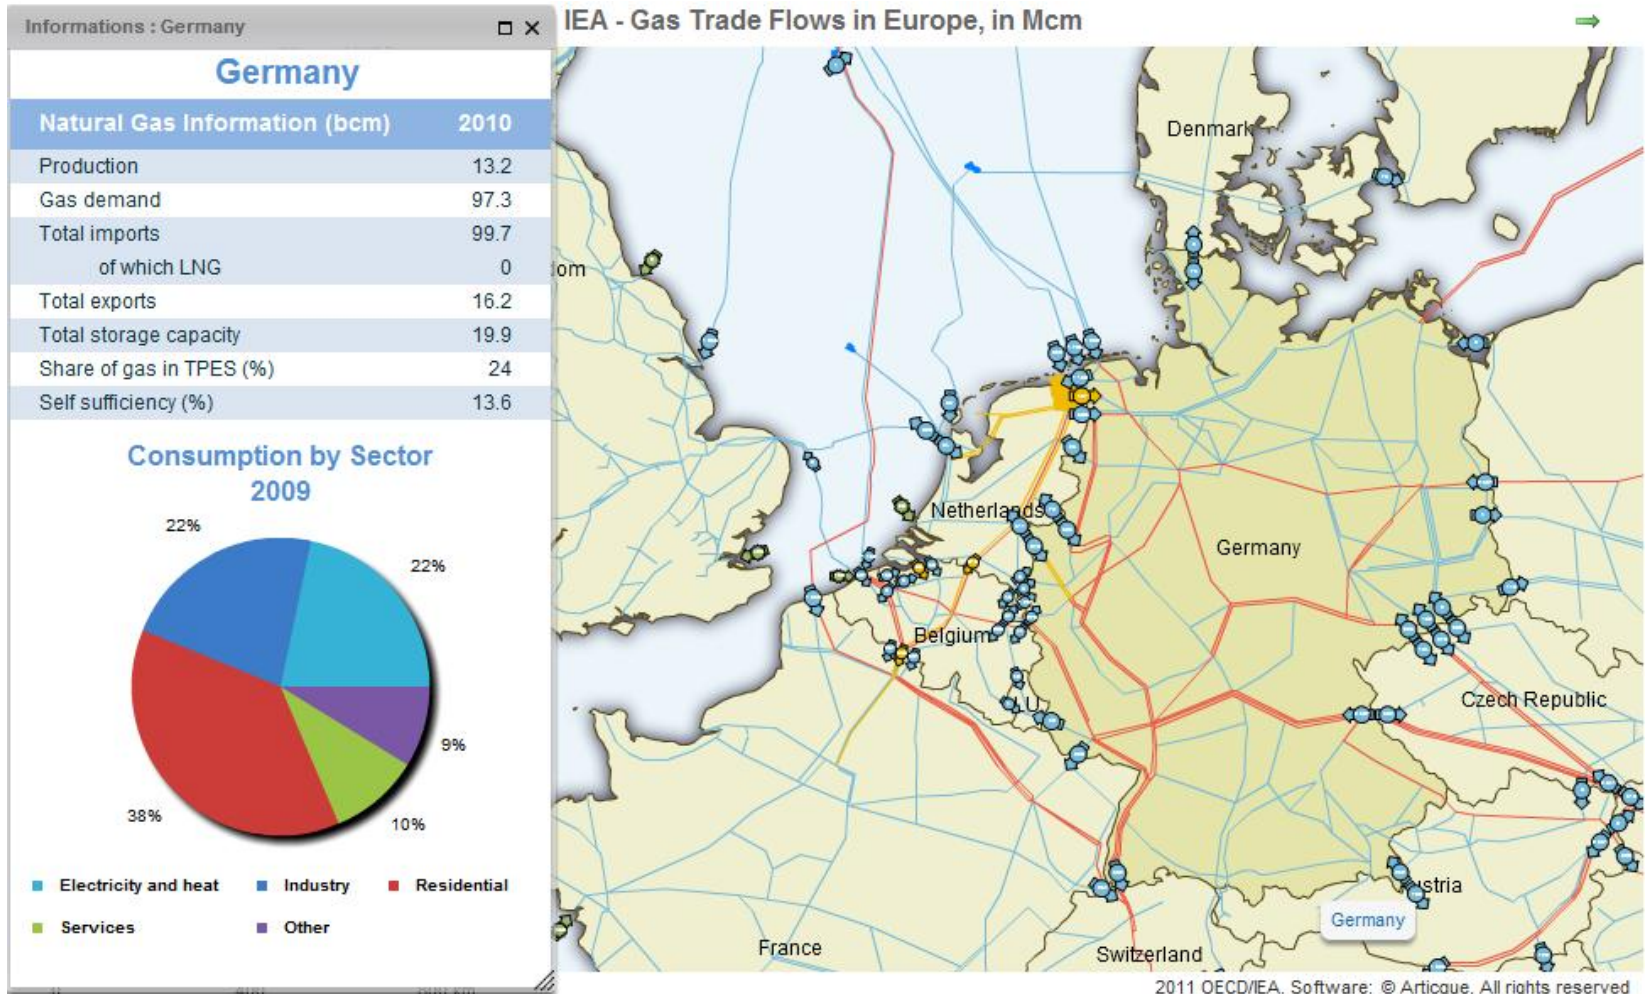 Informations : Germany
IEA - Gas Trade Flows in Europe, in Mcm
Germany
Natural Gas Information (bcm) 2010
Production 13.2
Gas demand 97.3
Total imports 99.7
of which LNG 0
Total exports 16.2
Total storage capacity 19.9
Share of gas in TPES (%) 24
Self sufficiency (%) 13.6
Consumption by Sector
2009
22%
22%
9%
10%
38%
Electricity and heat Industry Residential
Services Other
Denmark
om
Netherlands
Germany
Belgium
LU
Czech Republic
ustria
Germany
France
Switzerland
2011 OECD/IEA, Software: © Articque, All rights reserved